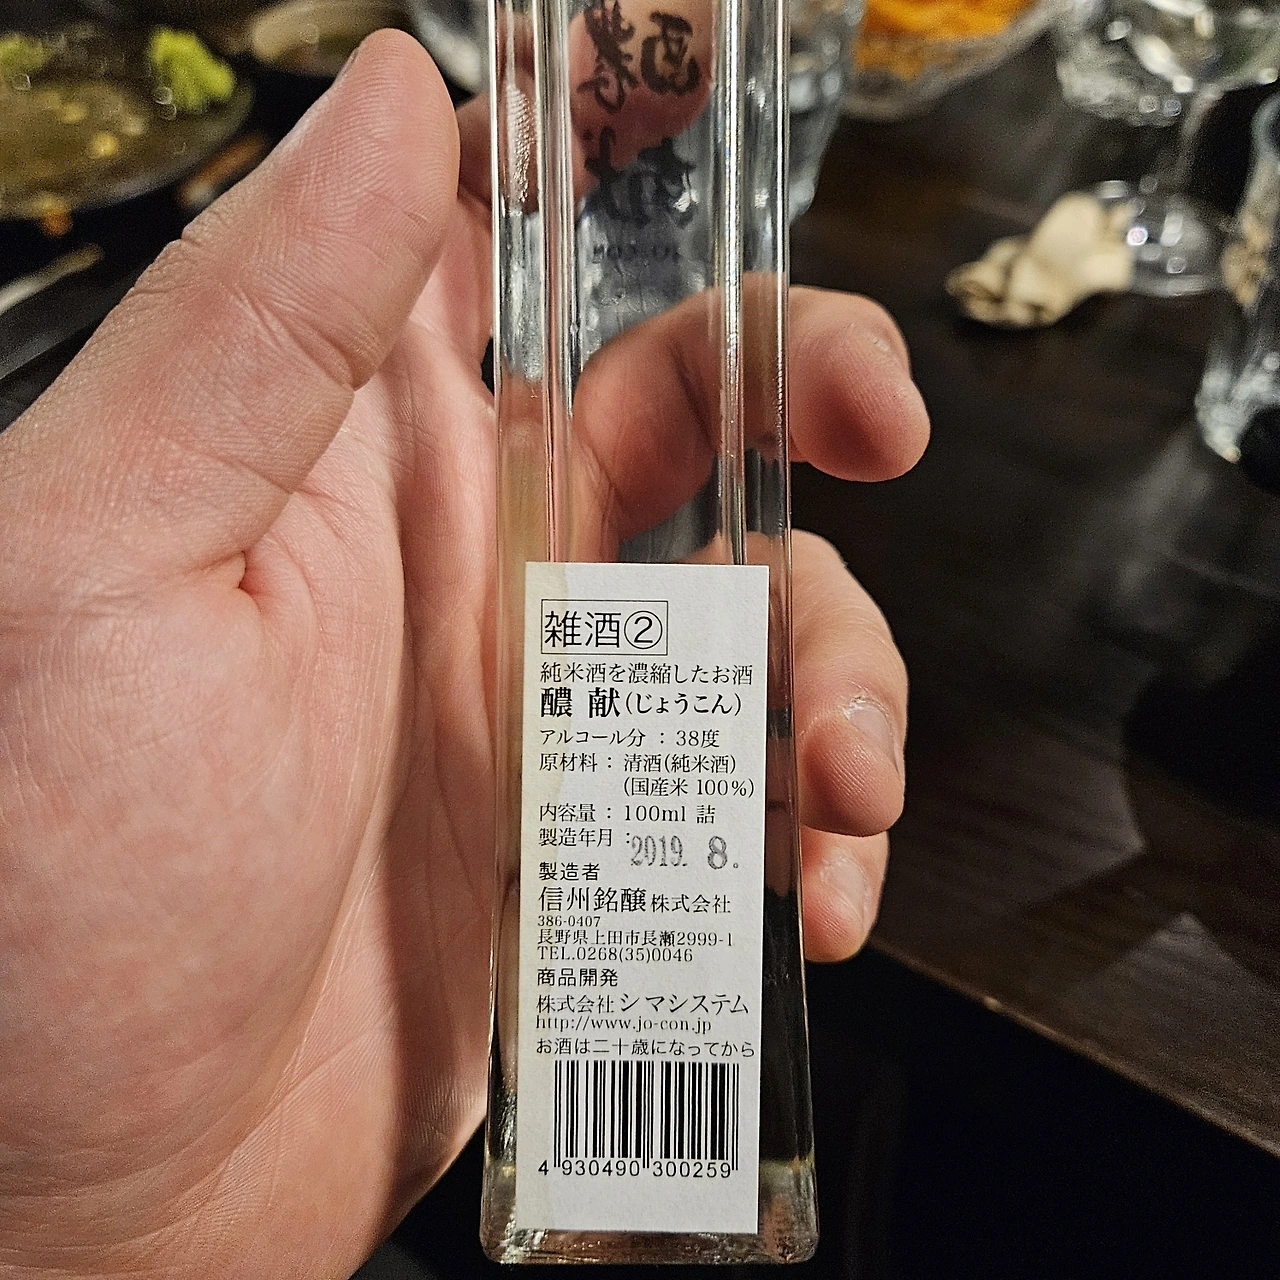 雑酒②
純米酒を濃縮したお酒
醲献(じょうこん)
アルコール分 : 38度
原材料 : 清酒(純米酒)
(国産米 100%)
内容量 : 100ml 詰
製造年月 : 2019. 8.
製造者
信州銘醸株式会社
386-0407
長野県上田市長瀬2999-1
TEL.0268(35)0046
商品開発
株式会社シマシステム
http://www.jo-con.jp
お酒は二十歳になってから
4 930490 300259